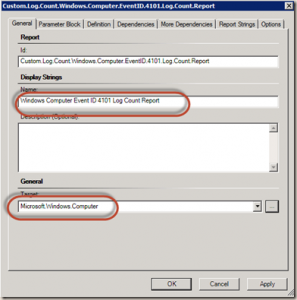 Custom.Log.Count.Windows.Computer.EventID.4101.Log.Count.Report
General Parameter Block Definition Dependencies More Dependencies Report Strings Options
Report
Id:
Custom.Log.Count.Windows.Computer.EventID.4101.Log.Count.Report
Display Strings
Name:
Windows Computer Event ID 4101 Log Count Report
Description (Optional):
General
Target:
Microsoft.Windows.Computer
...
OK Cancel Apply